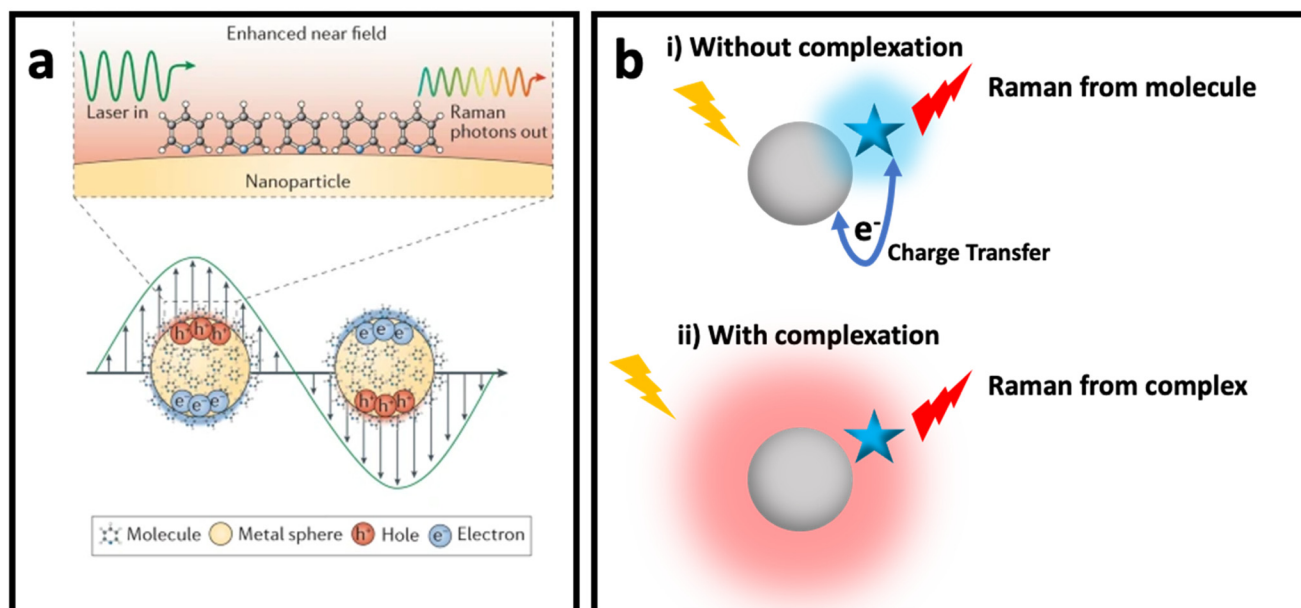 a
Enhanced near field
Laser in
Raman
photons out
Nanoparticle
h⁺ h⁺ h⁺
e⁻ e⁻ e⁻
e⁻ e⁻ e⁻
h⁺ h⁺ h⁺
Molecule Metal sphere h⁺ Hole e⁻ Electron
b
i) Without complexation
Raman from molecule
e⁻
Charge Transfer
ii) With complexation
Raman from complex